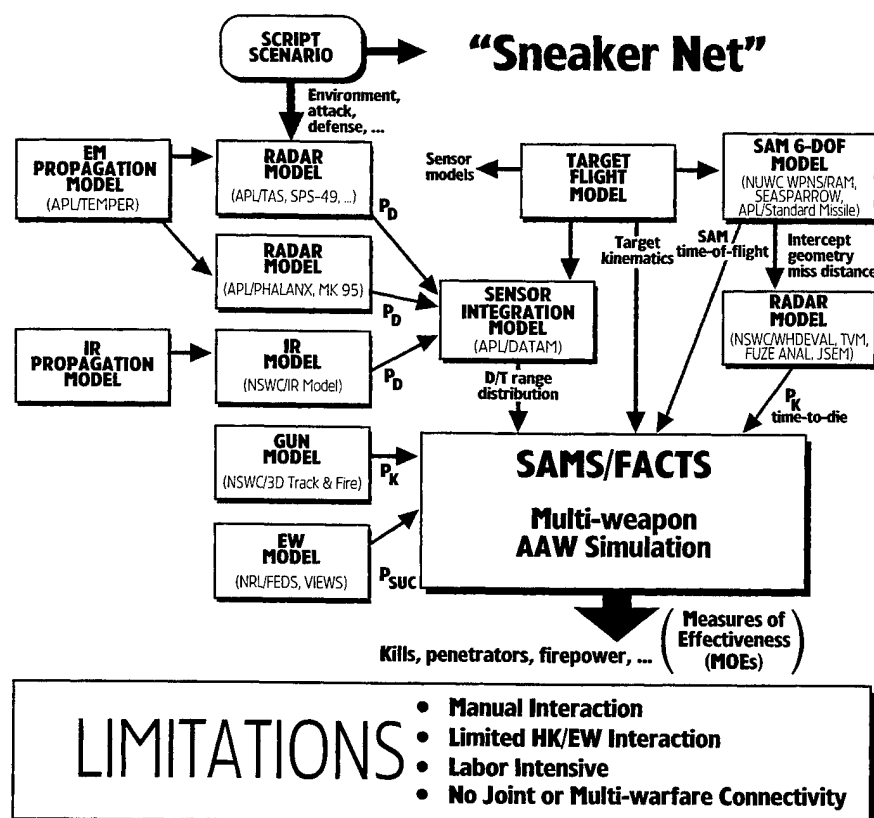 SCRIPT
SCENARIO
"Sneaker Net"
Environment,
attack,
defense, ...
EM
PROPAGATION
MODEL
(APL/TEMPER)
RADAR
MODEL
(APL/TAS, SPS-49, ...)
P_D
Sensor
models
TARGET
FLIGHT
MODEL
SAM 6-DOF
MODEL
(NUWC WPNS/RAM,
SEASPARROW,
APL/Standard Missile)
RADAR
MODEL
(APL/PHALANX, MK 95)
P_D
Target
kinematics
SAM
time-of-flight
Intercept
geometry
miss distance
SENSOR
INTEGRATION
MODEL
(APL/DATAM)
RADAR
MODEL
(NSWC/WHDEVAL, TVM,
FUZE ANAL, JSEM)
IR
PROPAGATION
MODEL
IR
MODEL
(NSWC/IR Model)
P_D
D/T range
distribution
P_K
time-to-die
GUN
MODEL
(NSWC/3D Track & Fire)
P_K
SAMS/FACTS
Multi-weapon
AAW Simulation
EW
MODEL
(NRL/FEDS, VIEWS)
P_SUC
Kills, penetrators, firepower, ...
(Measures of
Effectiveness
(MOEs))
LIMITATIONS
• Manual Interaction
• Limited HK/EW Interaction
• Labor Intensive
• No Joint or Multi-warfare Connectivity